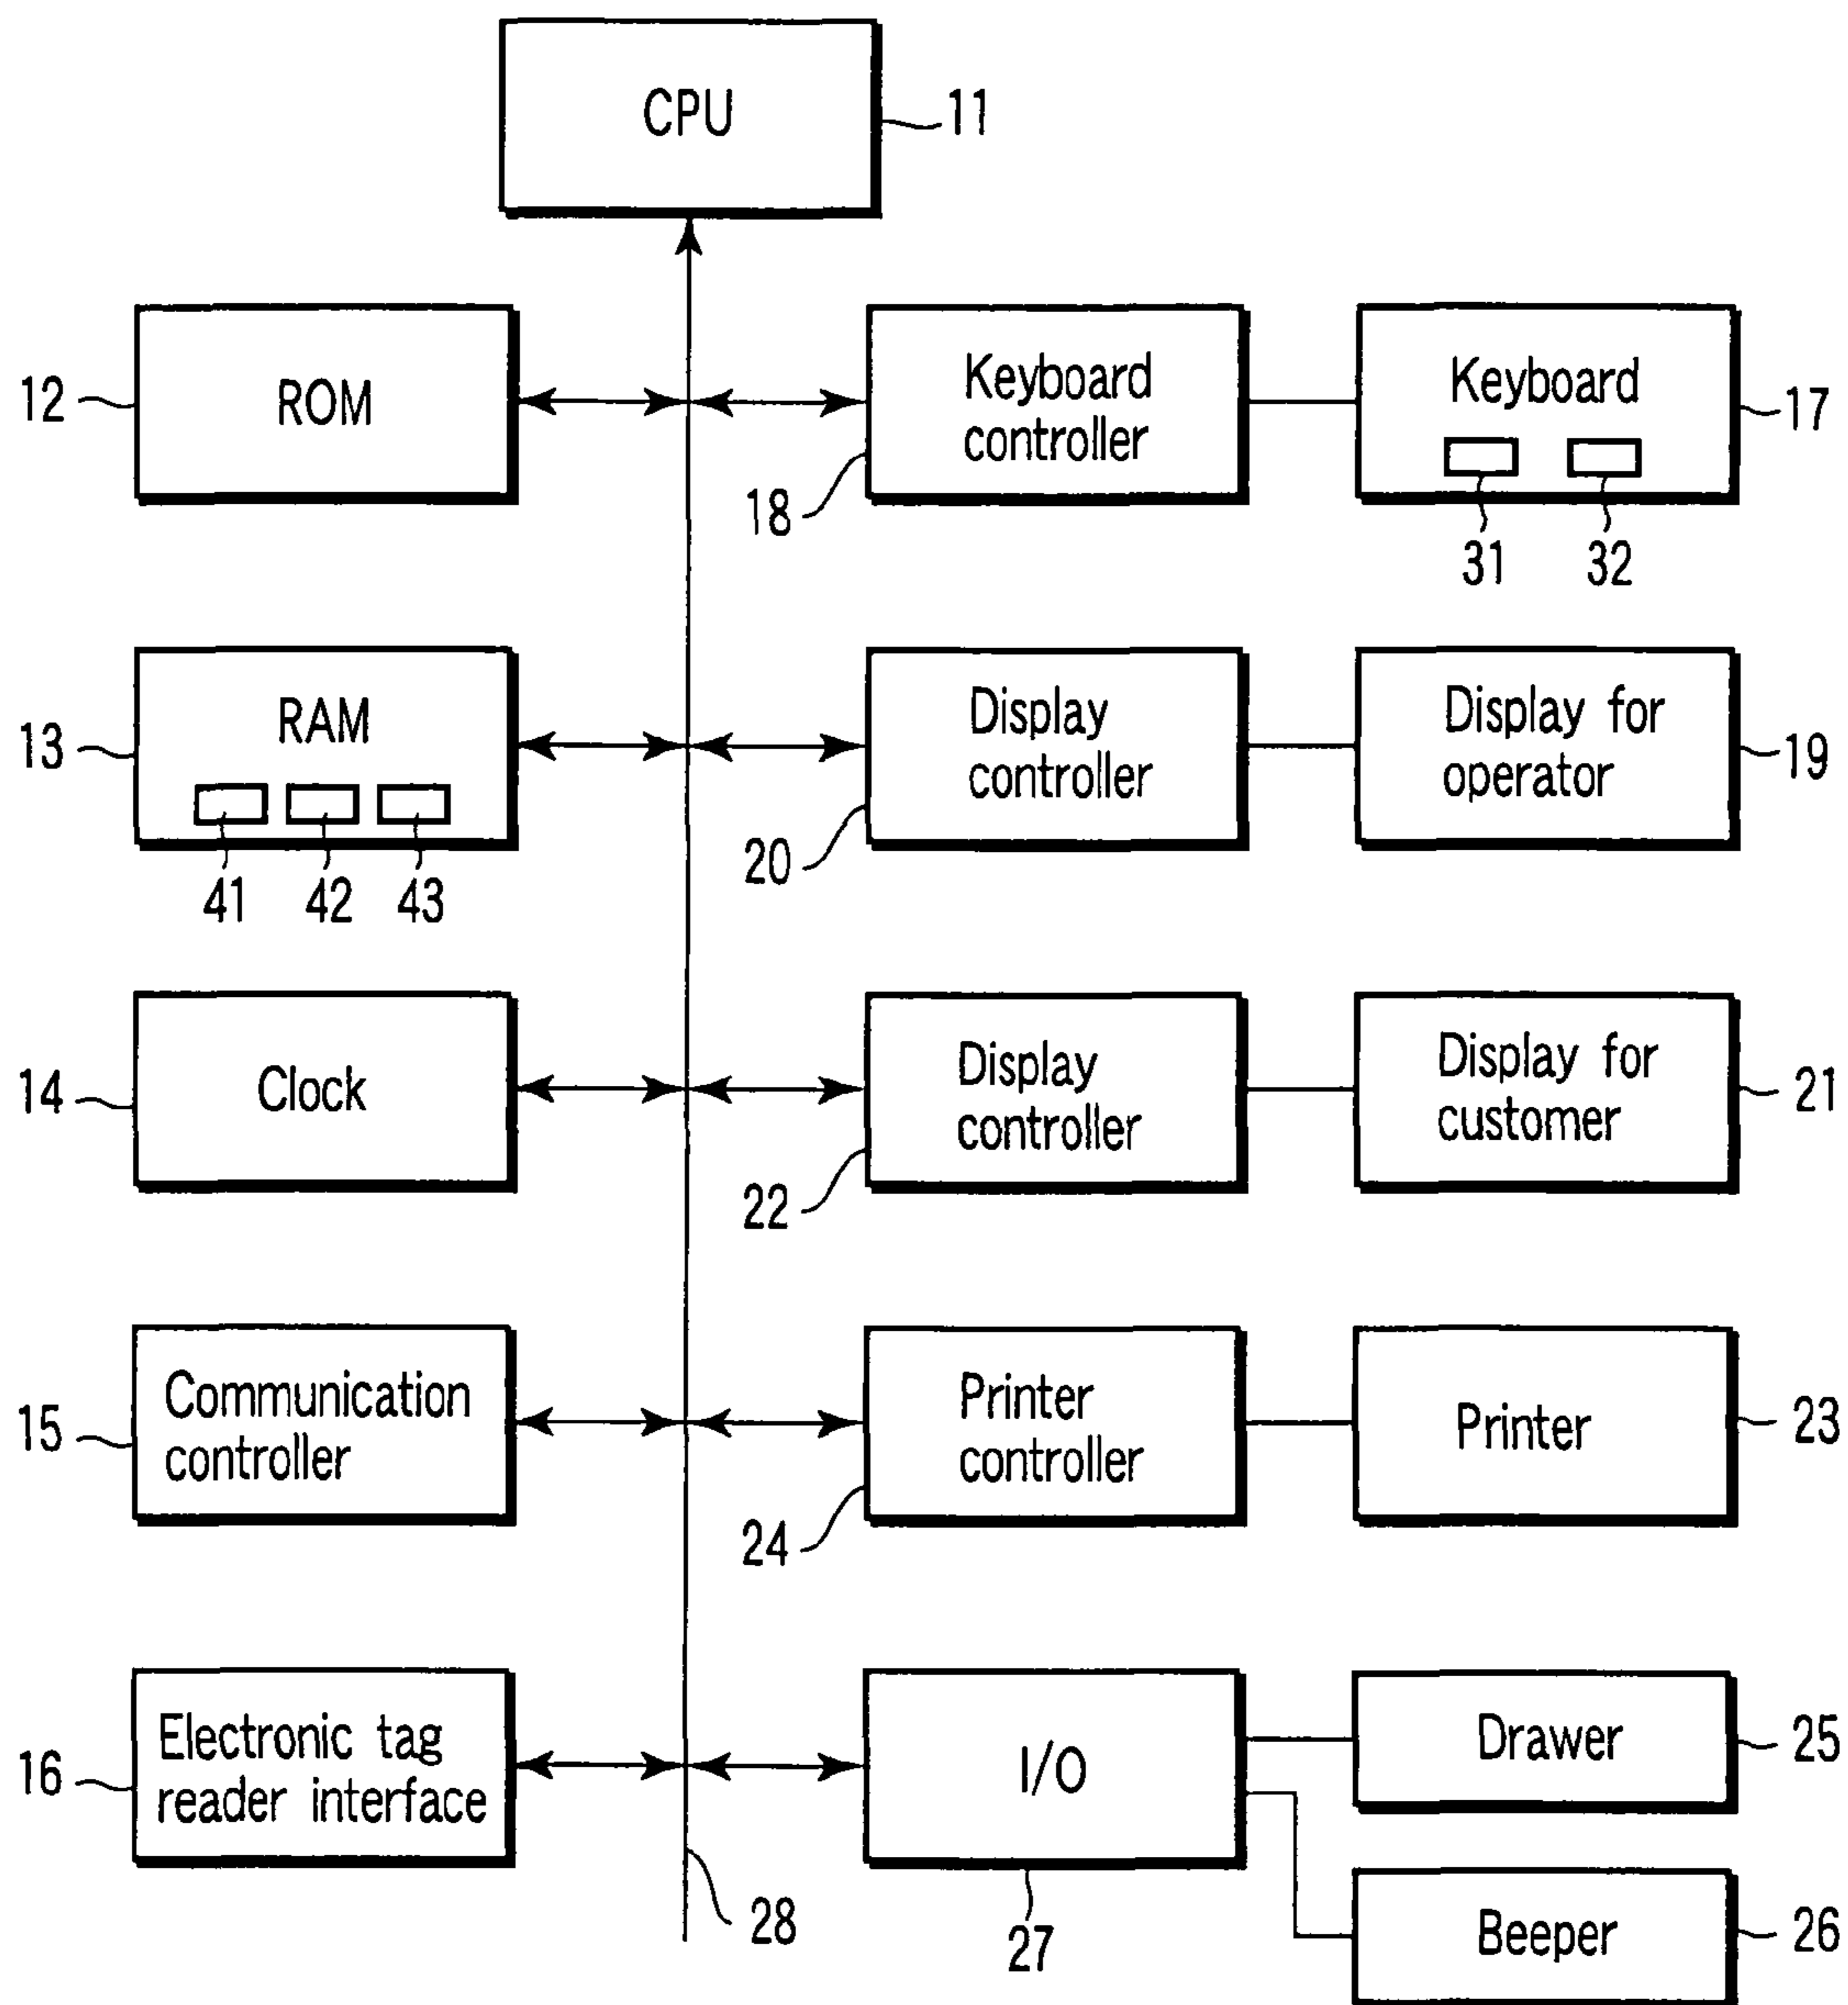 CPU
11
12
ROM
Keyboard
controller
18
Keyboard
17
31
32
13
RAM
41
42
43
Display
controller
20
Display for
operator
19
14
Clock
Display
controller
22
Display for
customer
21
15
Communication
controller
Printer
controller
24
Printer
23
16
Electronic tag
reader interface
28
I/O
27
Drawer
25
Beeper
26